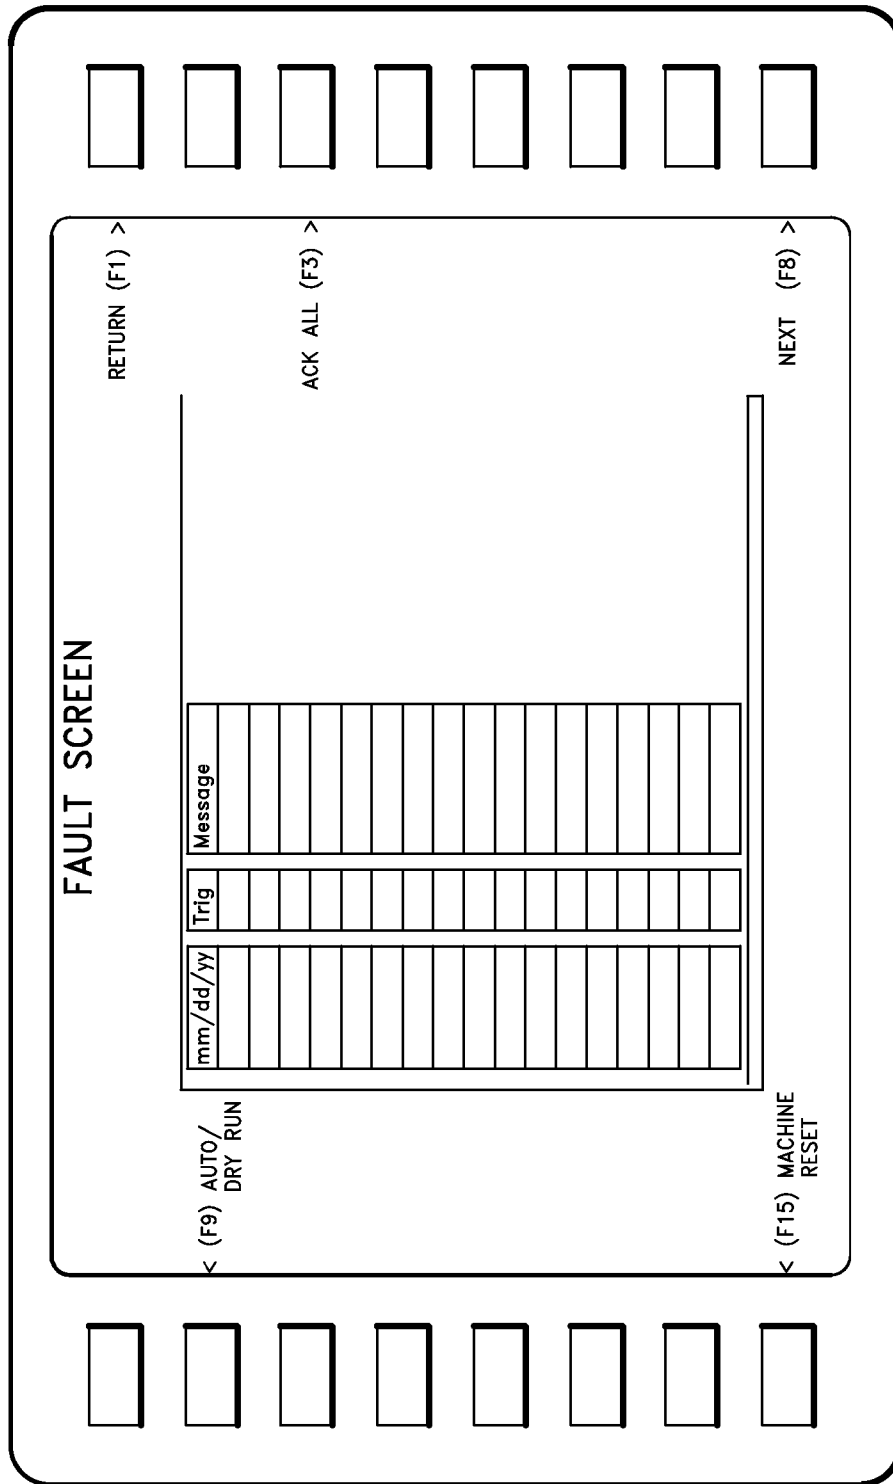 FAULT SCREEN
< (F9) AUTO/
DRY RUN
mm/dd/yy Trig Message
RETURN (F1) >
ACK ALL (F3) >
< (F15) MACHINE
RESET
NEXT (F8) >